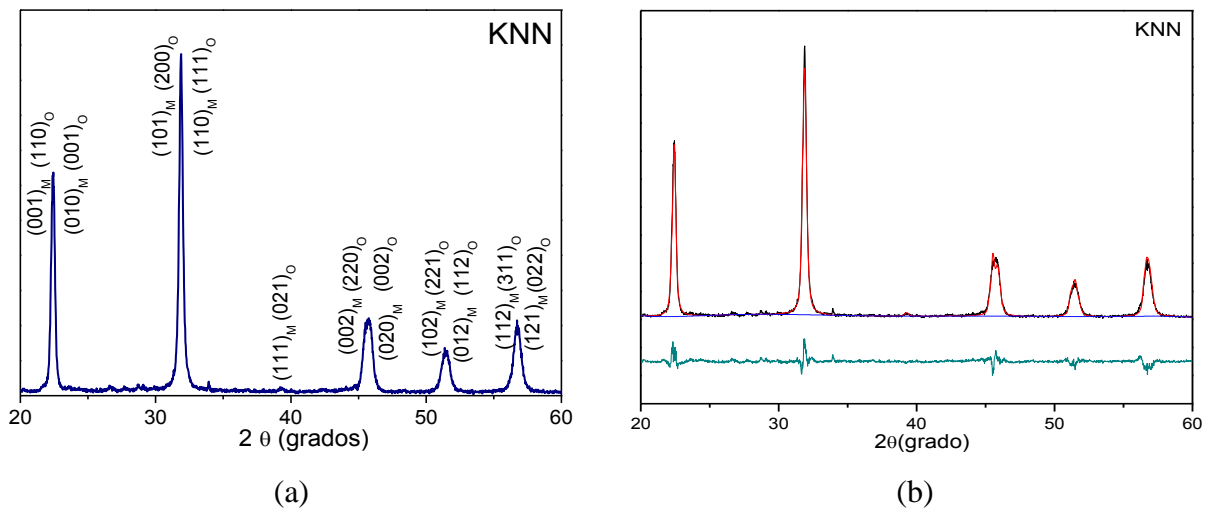 KNN
(001)M (110)O
(010)M (001)O
(101)M (200)O
(110)M (111)O
(111)M (021)O
(002)M (220)O
(020)M (002)O
(102)M (221)O
(012)M (112)O
(112)M(311)O
(121)M(022)O
20 30 40 50 60
2 θ (grados)
(a)
KNN
20 30 40 50 60
2θ(grado)
(b)